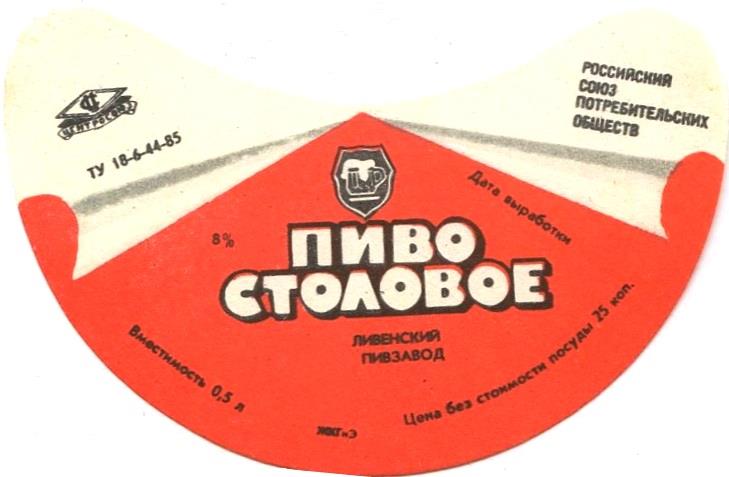 ЦЕНТРОСОЮЗ
ТУ 18-6-44-85
РОССИЙСКИЙ
СОЮЗ
ПОТРЕБИТЕЛЬСКИХ
ОБЩЕСТВ
Дата выработки
8%
ПИВО
СТОЛОВОЕ
ЛИВЕНСКИЙ
ПИВЗАВОД
Вместимость 0,5 л
Цена без стоимости посуды 25 коп.